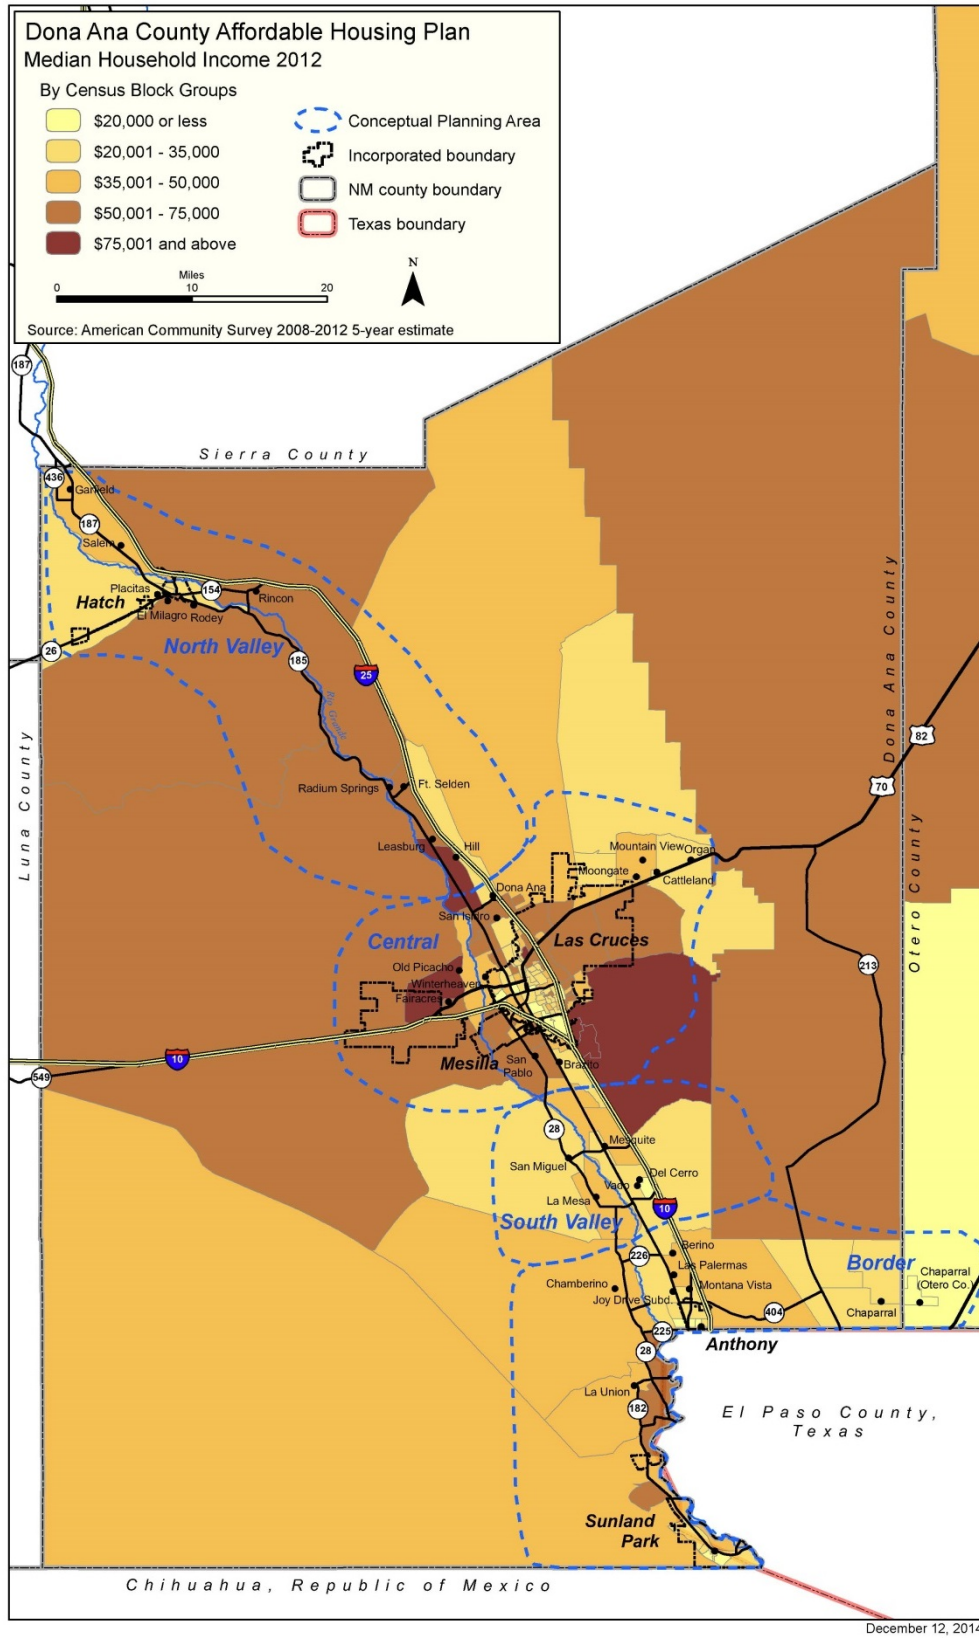 Dona Ana County Affordable Housing Plan
Median Household Income 2012
By Census Block Groups
$20,000 or less
$20,001 - 35,000
$35,001 - 50,000
$50,001 - 75,000
$75,001 and above
Conceptual Planning Area
Incorporated boundary
NM county boundary
Texas boundary
Miles
0 10 20
N
Source: American Community Survey 2008-2012 5-year estimate
187
Sierra County
436
Garfield
187
Salem
Placitas
154
Rincon
Hatch
El Milagro
Rodey
26
North Valley
185
25
Rio Grande
Luna County
Dona Ana County
Otero County
82
70
Radium Springs
Ft. Selden
Leasburg
Hill
Mountain View
Organ
Moongate
Cattleland
Dona Ana
San Isidro
Central
Las Cruces
213
Old Picacho
Winterhaven
Fairacres
10
549
Mesilla
San Pablo
Brazito
28
Mesquite
San Miguel
Del Cerro
Vado
La Mesa
10
South Valley
Berino
226
Border
Las Palermas
Chaparral
(Otero Co.)
Chamberino
Montana Vista
Joy Drive Subd.
404
Chaparral
225
Anthony
28
La Union
182
El Paso County,
Texas
Sunland
Park
Chihuahua, Republic of Mexico
December 12, 2014